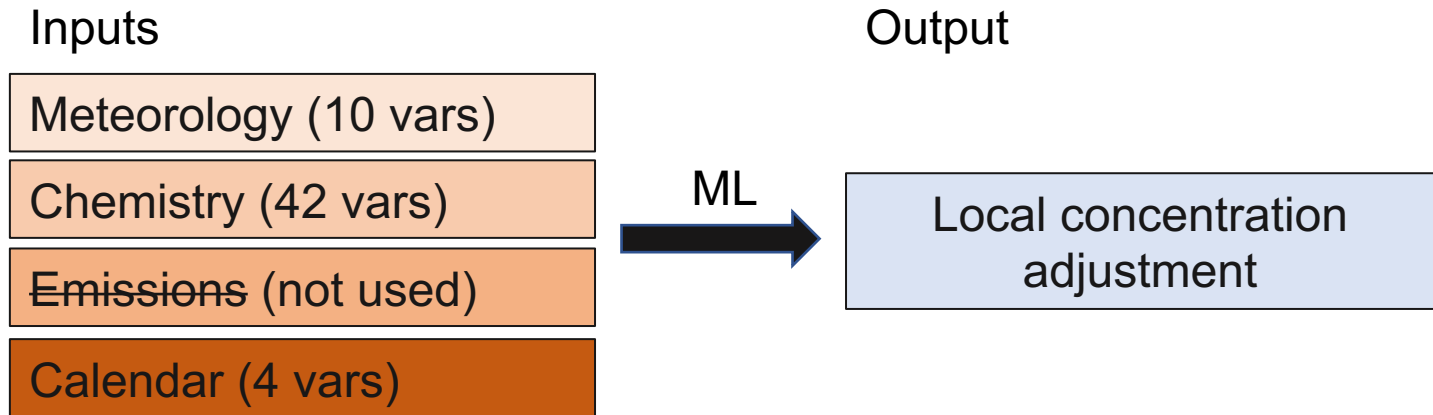 Inputs
Output
Meteorology (10 vars)
Chemistry (42 vars)
Emissions (not used)
Calendar (4 vars)
ML
Local concentration
adjustment